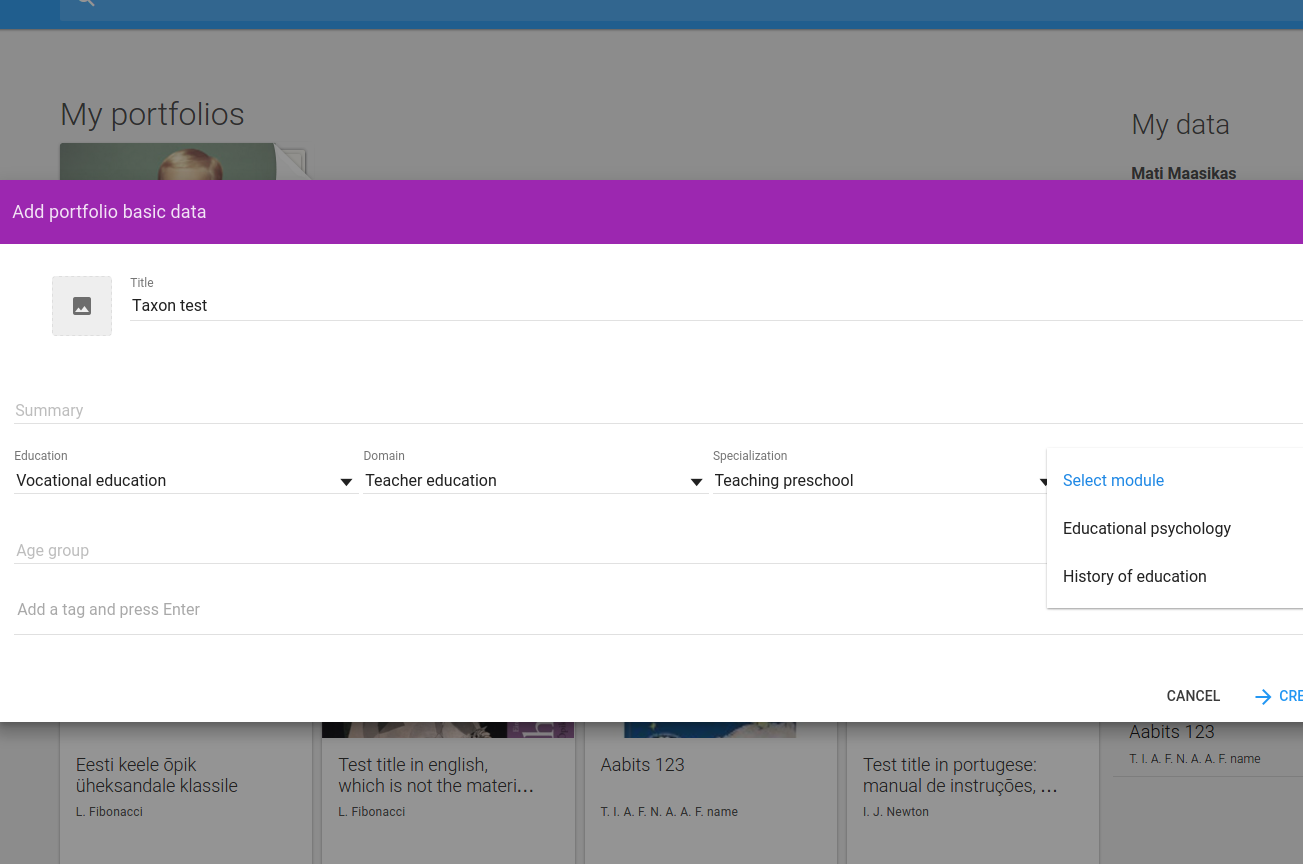 My portfolios
My data
Mati Maasikas
Add portfolio basic data
Title
Taxon test
Summary
Education
Domain
Specialization
Vocational education
Teacher education
Teaching preschool
Select module
Educational psychology
History of education
Age group
Add a tag and press Enter
CANCEL
CRE
Eesti keele õpik
üheksandale klassile
L. Fibonacci
Test title in english,
which is not the materi...
L. Fibonacci
Aabits 123
T. I. A. F. N. A. A. F. name
Test title in portugese:
manual de instruções, ...
I. J. Newton
Aabits 123
T. I. A. F. N. A. A. F. name